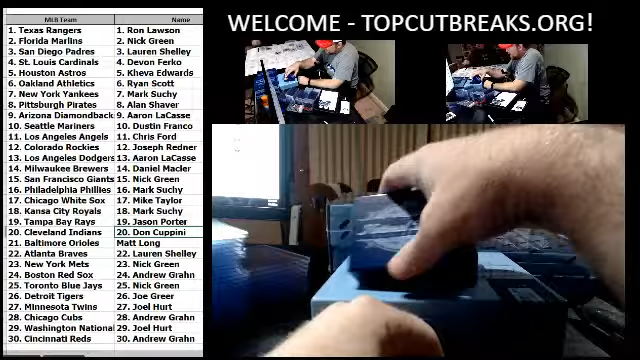 WELCOME - TOPCUTBREAKS.ORG!
MLB Team Name
1. Texas Rangers 1. Ron Lawson
2. Florida Marlins 2. Nick Green
3. San Diego Padres 3. Lauren Shelley
4. St. Louis Cardinals 4. Devon Ferko
5. Houston Astros 5. Kheva Edwards
6. Oakland Athletics 6. Ryan Scott
7. New York Yankees 7. Mark Suchy
8. Pittsburgh Pirates 8. Alan Shaver
9. Arizona Diamondback 9. Aaron LaCasse
10. Seattle Mariners 10. Dustin Franco
11. Los Angeles Angels 11. Chris Ford
12. Colorado Rockies 12. Joseph Redner
13. Los Angeles Dodgers 13. Aaron LaCasse
14. Milwaukee Brewers 14. Daniel Macler
15. San Francisco Giants 15. Nick Green
16. Philadelphia Phillies 16. Mark Suchy
17. Chicago White Sox 17. Mike Taylor
18. Kansa City Royals 18. Mark Suchy
19. Tampa Bay Rays 19. Jason Porter
20. Cleveland Indians 20. Don Cuppini
21. Baltimore Orioles Matt Long
22. Atlanta Braves 22. Lauren Shelley
23. New York Mets 23. Nick Green
24. Boston Red Sox 24. Andrew Grahn
25. Toronto Blue Jays 25. Nick Green
26. Detroit Tigers 26. Joe Greer
27. Minnesota Twins 27. Joel Hurt
28. Chicago Cubs 28. Andrew Grahn
29. Washington National 29. Joel Hurt
30. Cincinnati Reds 30. Andrew Grahn